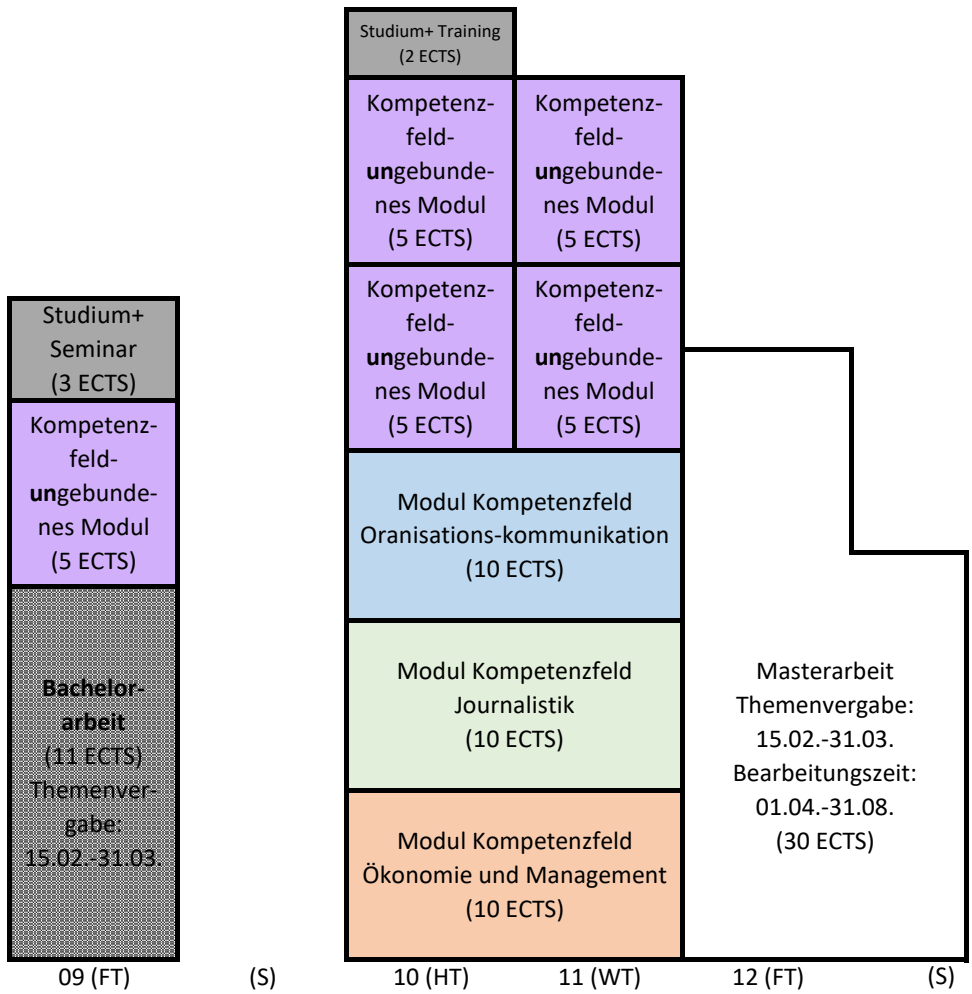 Studium+ Training
(2 ECTS)
Kompetenz-
feld-
ungebunde-
nes Modul
(5 ECTS)
Kompetenz-
feld-
ungebunde-
nes Modul
(5 ECTS)
Kompetenz-
feld-
ungebunde-
nes Modul
(5 ECTS)
Kompetenz-
feld-
ungebunde-
nes Modul
(5 ECTS)
Studium+
Seminar
(3 ECTS)
Kompetenz-
feld-
ungebunde-
nes Modul
(5 ECTS)
Bachelor-
arbeit
(11 ECTS)
Themenver-
gabe:
15.02.-31.03.
Modul Kompetenzfeld
Oranisations-kommunikation
(10 ECTS)
Modul Kompetenzfeld
Journalistik
(10 ECTS)
Modul Kompetenzfeld
Ökonomie und Management
(10 ECTS)
Masterarbeit
Themenvergabe:
15.02.-31.03.
Bearbeitungszeit:
01.04.-31.08.
(30 ECTS)
09 (FT) (S) 10 (HT) 11 (WT) 12 (FT) (S)